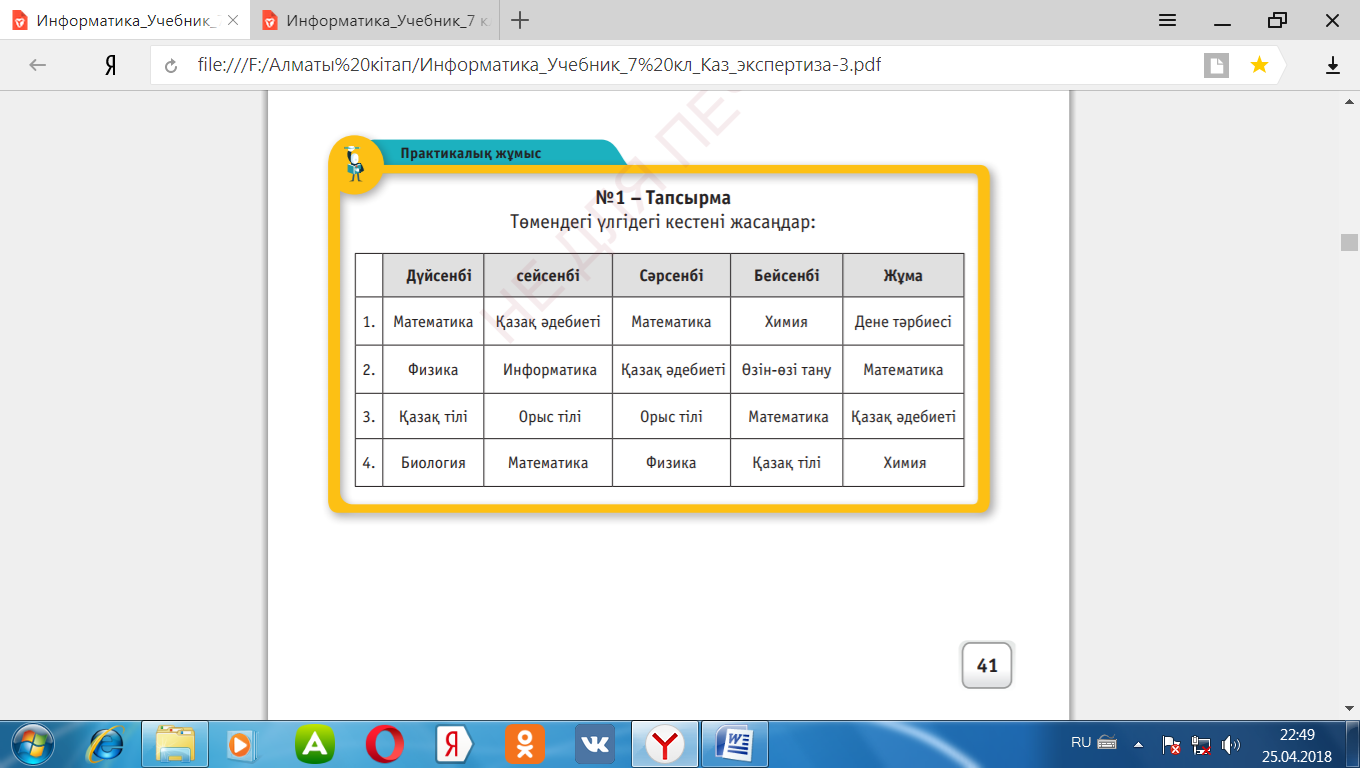 Информатика_Учебник_7
Информатика_Учебник_7 к
Я
file:///F:/Алматы%20кітап/Информатика_Учебник_7%20кл_Каз_экспертиза-3.pdf
НЕ ДЛЯ ПЕ
Практикалық жұмыс
№1 – Тапсырма
Төмендегі үлгідегі кестені жасаңдар:
Дүйсенбі сейсенбі Сәрсенбі Бейсенбі Жұма
1. Математика Қазақ әдебиеті Математика Химия Дене тәрбиесі
2. Физика Информатика Қазақ әдебиеті Өзін-өзі тану Математика
3. Қазақ тілі Орыс тілі Орыс тілі Математика Қазақ әдебиеті
4. Биология Математика Физика Қазақ тілі Химия
41
RU
22:49
25.04.2018